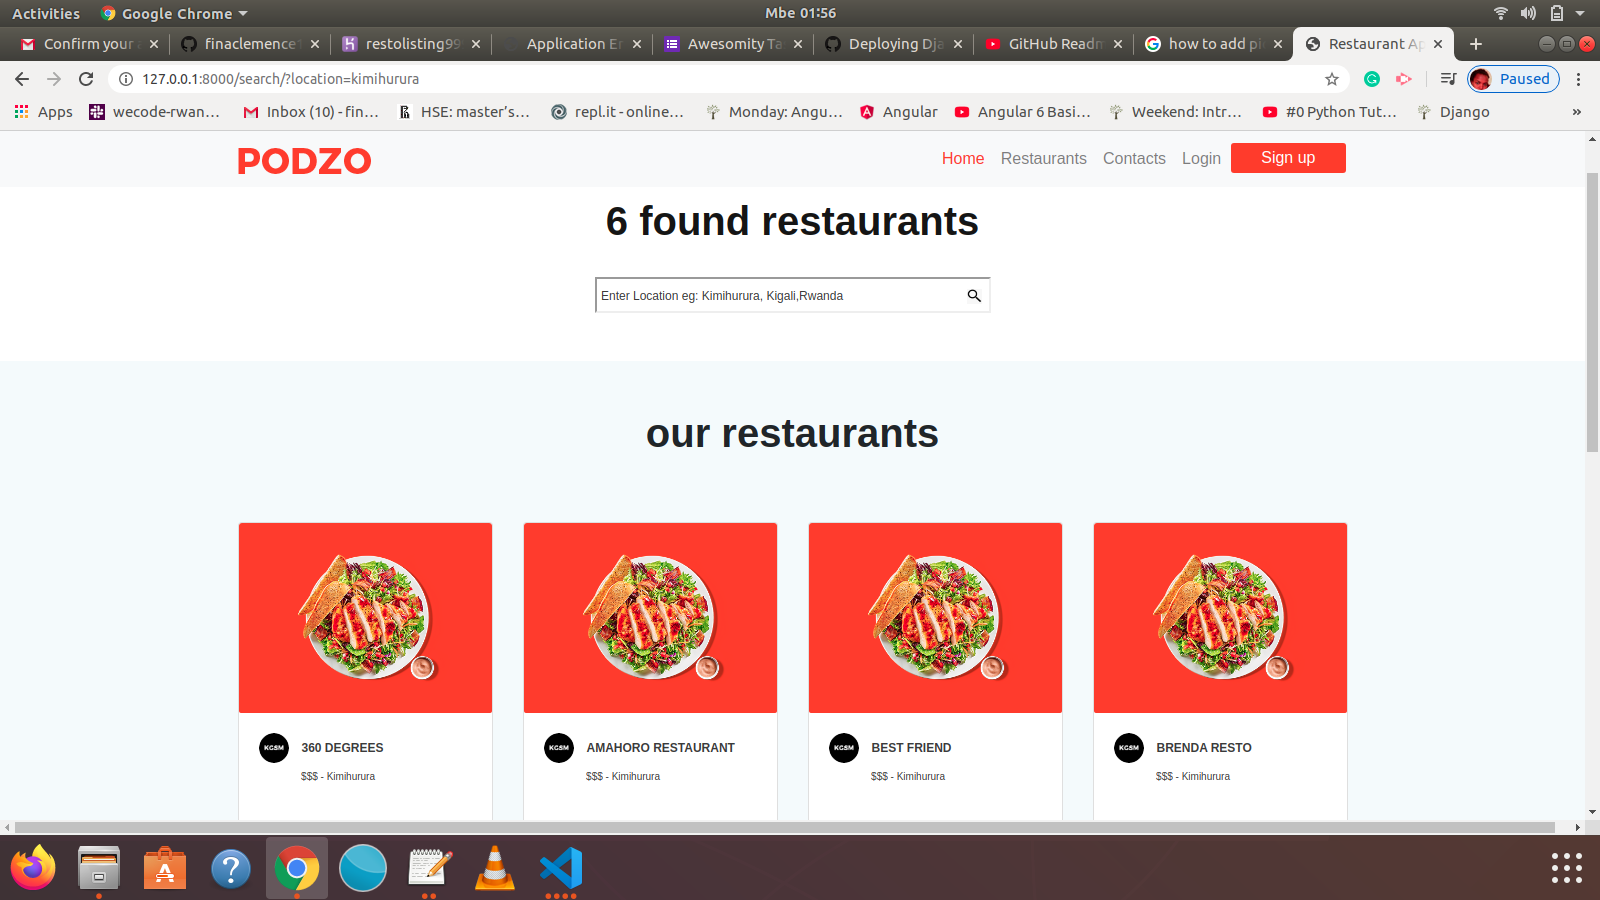 Activities Google Chrome Mbe 01:56
Confirm your finaclemence restolisting99 Application Er Awesomity Ta Deploying Dja GitHub Readm how to add pi Restaurant Ap
127.0.0.1:8000/search/?location=kimihurura Paused
Apps wecode-rwan... Inbox (10) - fin... HSE: master's... repl.it - online... Monday: Angu... Angular Angular 6 Basi... Weekend: Intr... #0 Python Tut... Django »
PODZO Home Restaurants Contacts Login Sign up
6 found restaurants
Enter Location eg: Kimihurura, Kigali,Rwanda
our restaurants
KGSM 360 DEGREES KGSM AMAHORO RESTAURANT KGSM BEST FRIEND KGSM BRENDA RESTO
$$$ - Kimihurura $$$ - Kimihurura $$$ - Kimihurura $$$ - Kimihurura